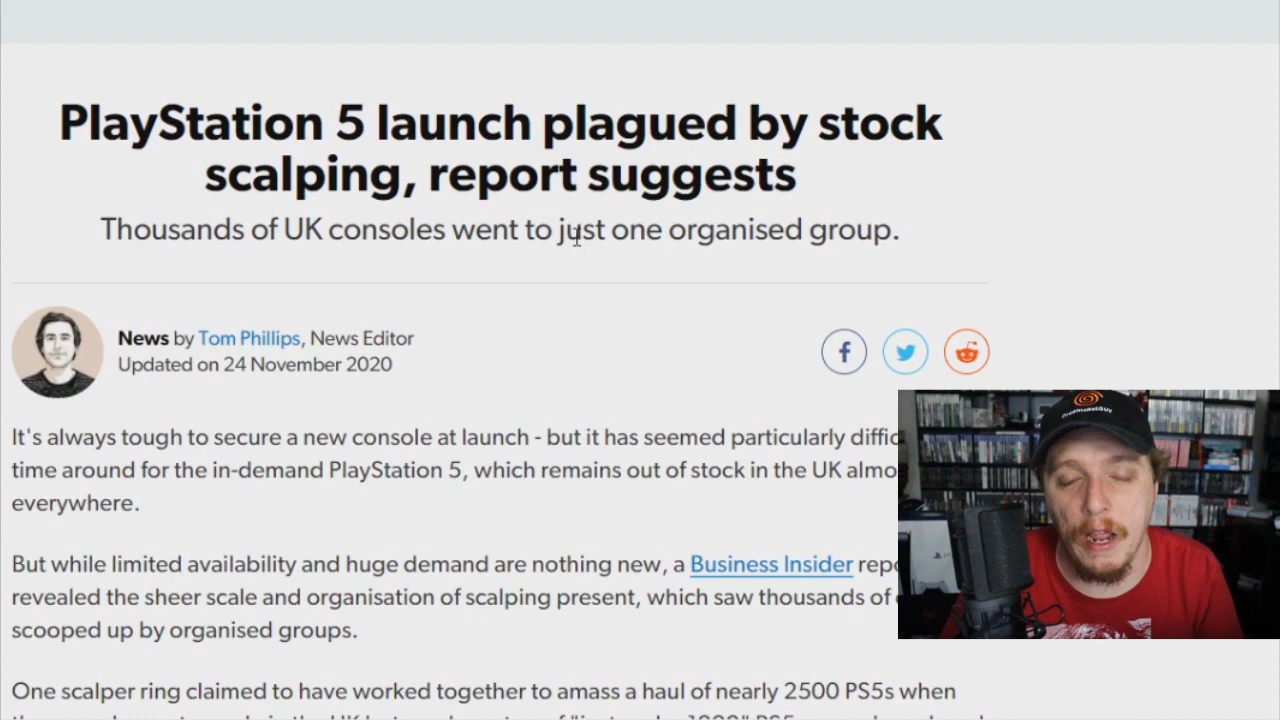 PlayStation 5 launch plagued by stock
scalping, report suggests
Thousands of UK consoles went to just one organised group.
News by Tom Phillips, News Editor
Updated on 24 November 2020
It's always tough to secure a new console at launch - but it has seemed particularly
time around for the in-demand PlayStation 5, which remains out of stock in the UK
everywhere.
But while limited availability and huge demand are nothing new, a Business Insider
revealed the sheer scale and organisation of scalping present, which saw thousands of
scooped up by organised groups.
One scalper ring claimed to have worked together to amass a haul of nearly 2500 PS5s when
DreamcastGuy